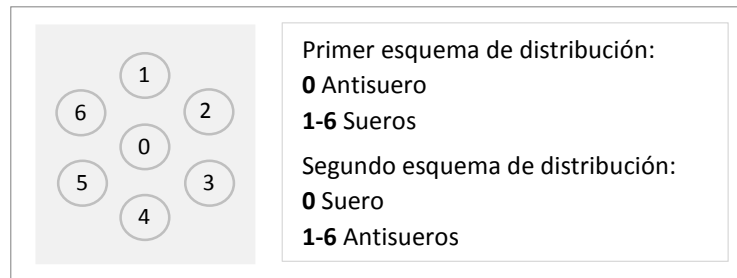 1
6
2
0
5
3
4
Primer esquema de distribución:
0 Antisuero
1-6 Sueros
Segundo esquema de distribución:
0 Suero
1-6 Antisueros